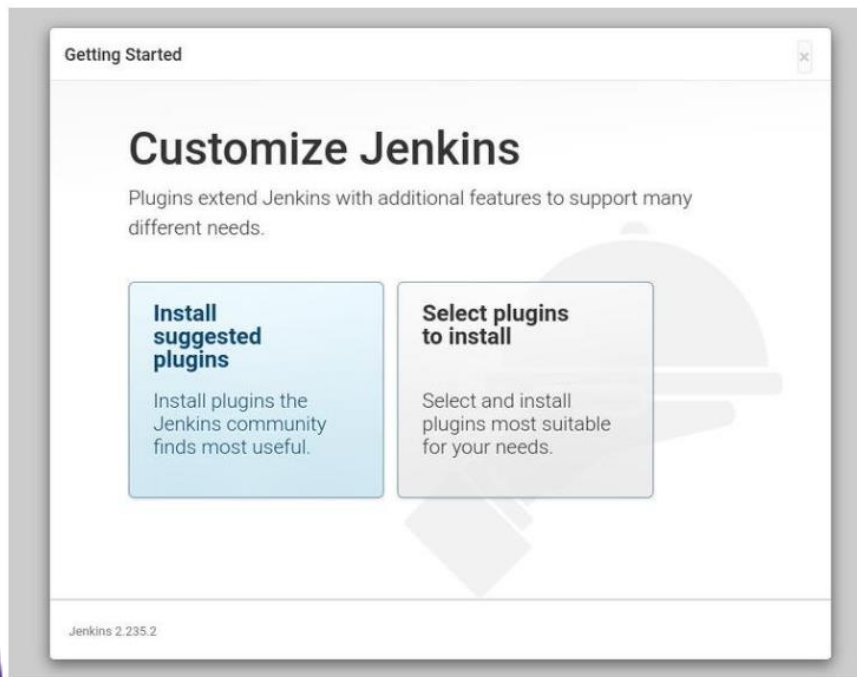 Getting Started
×
Customize Jenkins
Plugins extend Jenkins with additional features to support many
different needs.
Install
suggested
plugins
Install plugins the
Jenkins community
finds most useful.
Select plugins
to install
Select and install
plugins most suitable
for your needs.
Jenkins 2.235.2